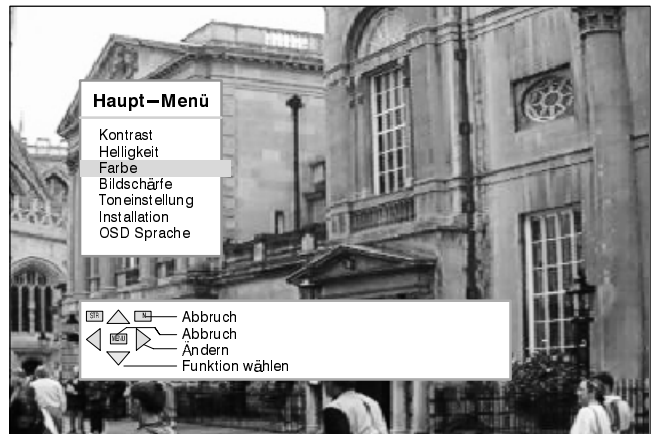 Haupt–Menü
Kontrast
Helligkeit
Farbe
Bildschärfe
Toneinstellung
Installation
OSD Sprache
STR N Abbruch
MENU Abbruch
Ändern
Funktion wählen